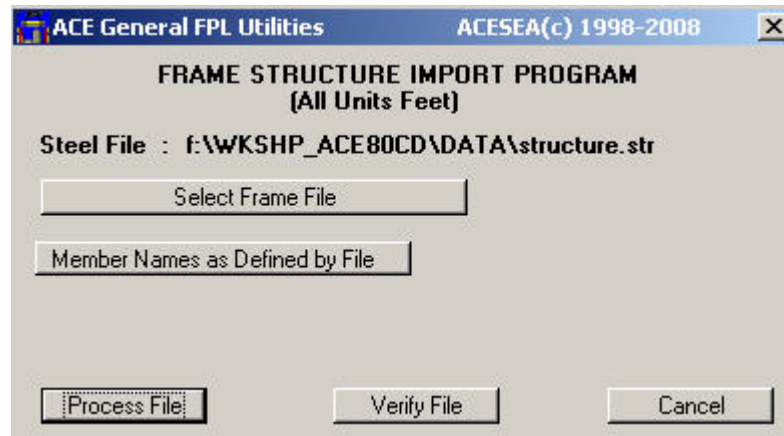 ACE General FPL Utilities ACESEA(c) 1998-2008
FRAME STRUCTURE IMPORT PROGRAM
(All Units Feet)
Steel File : f:\WKSHP_ACE80CD\DATA\structure.str
Select Frame File
Member Names as Defined by File
Process File Verify File Cancel